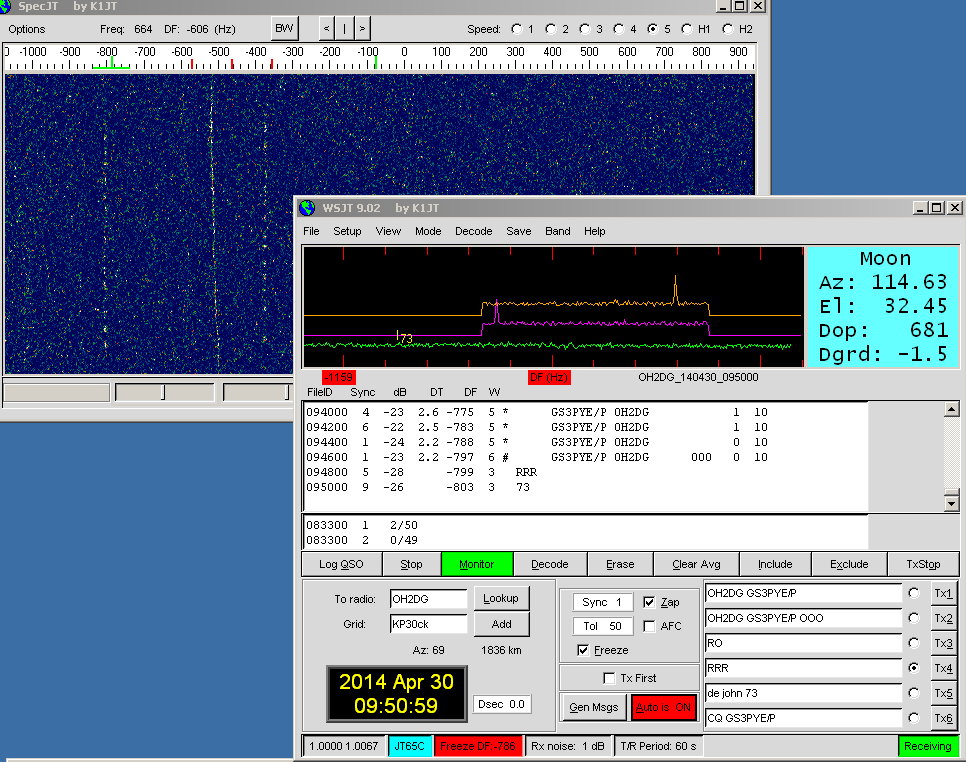 SpecJT by K1JT
Options Freq: 664 DF: -606 (Hz) BW < | > Speed: 1 2 3 4 5 H1 H2
-1000 -900 -800 -700 -600 -500 -400 -300 -200 -100 0 100 200 300 400 500 600 700 800 900
WSJT 9.02 by K1JT
File Setup View Mode Decode Save Band Help
73
Moon
Az: 114.63
El: 32.45
Dop: 681
Dgrd: -1.5
-1159 DF (Hz) OH2DG_140430_095000
FileID Sync dB DT DF W
094000 4 -23 2.6 -775 5 * GS3PYE/P OH2DG 1 10
094200 6 -22 2.5 -783 5 * GS3PYE/P OH2DG 1 10
094400 1 -24 2.2 -788 5 * GS3PYE/P OH2DG 0 10
094600 1 -23 2.2 -797 6 # GS3PYE/P OH2DG OOO 0 10
094800 5 -28 -799 3 RRR
095000 9 -26 -803 3 73
083300 1 2/50
083300 2 0/49
Log QSO Stop Monitor Decode Erase Clear Avg Include Exclude TxStop
To radio: OH2DG Lookup
Grid: KP30ck Add
Az: 69 1836 km
2014 Apr 30
09:50:59
Dsec 0.0
Sync 1 Zap
Tol 50 AFC
Freeze
Tx First
Gen Msgs Auto is ON
OH2DG GS3PYE/P Tx1
OH2DG GS3PYE/P OOO Tx2
RO Tx3
RRR Tx4
de john 73 Tx5
CQ GS3PYE/P Tx6
1.0000 1.0067 JT65C Freeze DF:-786 Rx noise: 1 dB T/R Period: 60 s Receiving